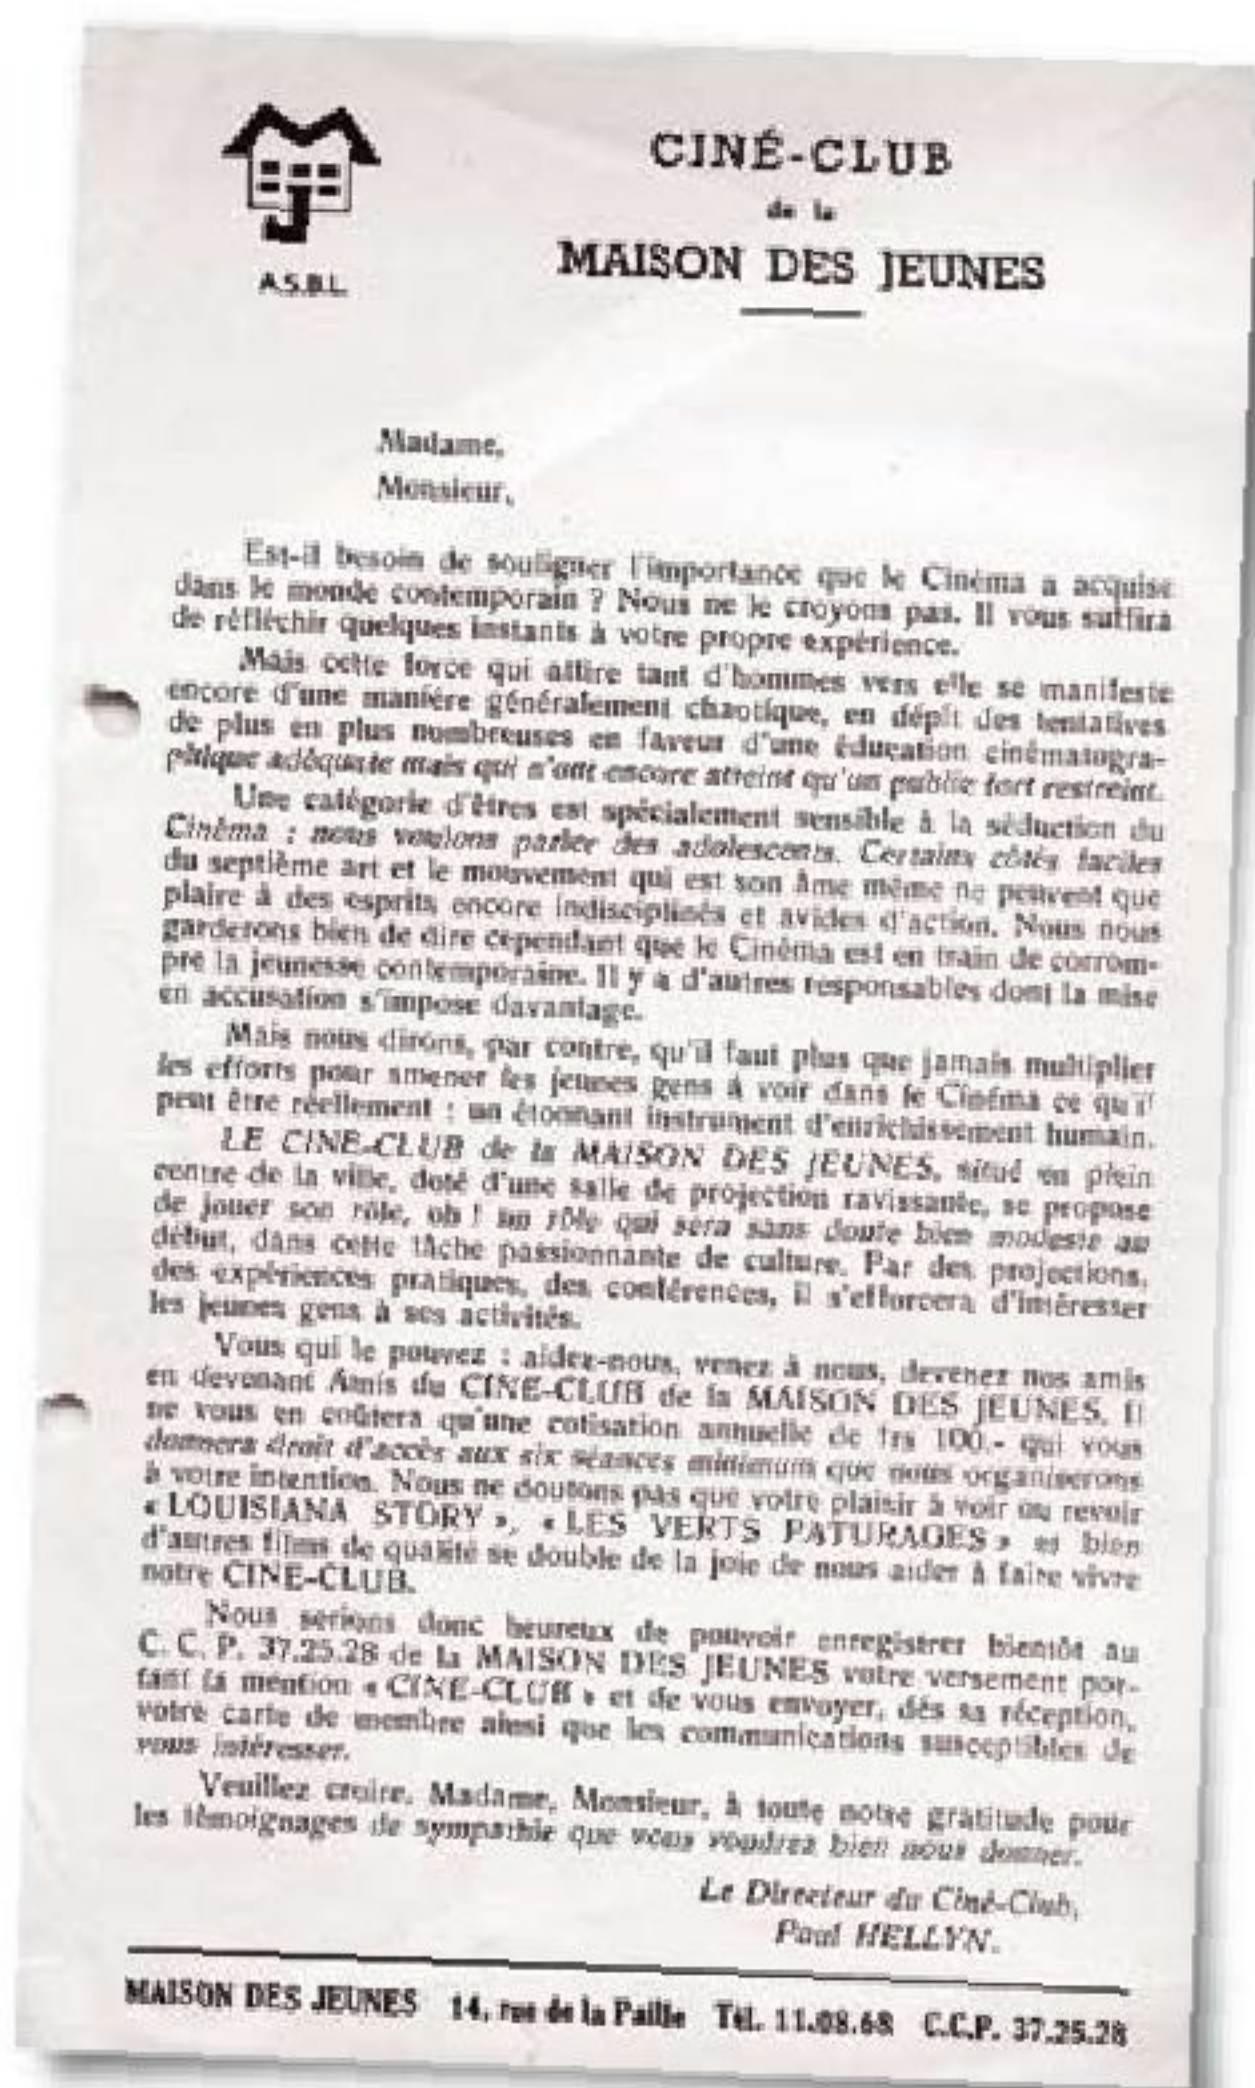 CINÉ-CLUB
de la
MAISON DES JEUNES
A.S.B.L.
Madame,
Monsieur,
Est-il besoin de souligner l'importance que le Cinéma a acquise
dans le monde contemporain ? Nous ne le croyons pas. Il vous suffira
de réfléchir quelques instants à votre propre expérience.
Mais cette force qui attire tant d'hommes vers elle se manifeste
encore d'une manière généralement chaotique, en dépit des tentatives
de plus en plus nombreuses en faveur d'une éducation cinématogra-
phique adéquate mais qui n'ont encore atteint qu'un public fort restreint.
Une catégorie d'êtres est spécialement sensible à la séduction du
Cinéma : nous voulons parler des adolescents. Certains côtés faciles
du septième art et le mouvement qui est son âme même ne peuvent que
plaire à des esprits encore indisciplinés et avides d'action. Nous nous
garderons bien de dire cependant que le Cinéma est en train de corrom-
pre la jeunesse contemporaine. Il y a d'autres responsables dont la mise
en accusation s'impose davantage.
Mais nous dirons, par contre, qu'il faut plus que jamais multiplier
les efforts pour amener les jeunes gens à voir dans le Cinéma ce qu'il
peut être réellement : un étonnant instrument d'enrichissement humain.
LE CINE-CLUB de la MAISON DES JEUNES, situé en plein
centre de la ville, doté d'une salle de projection ravissante, se propose
de jouer son rôle, oh ! un rôle qui sera sans doute bien modeste au
début, dans cette tâche passionnante de culture. Par des projections,
des expériences pratiques, des conférences, il s'efforcera d'intéresser
les jeunes gens à ses activités.
Vous qui le pouvez : aidez-nous, venez à nous, devenez nos amis
en devenant Amis du CINE-CLUB de la MAISON DES JEUNES. Il
ne vous en coûtera qu'une cotisation annuelle de frs 100.- qui vous
donnera droit d'accès aux six séances minimum que nous organiserons
à votre intention. Nous ne doutons pas que votre plaisir à voir ou revoir
« LOUISIANA STORY », « LES VERTS PATURAGES » et bien
d'autres films de qualité se double de la joie de nous aider à faire vivre
notre CINE-CLUB.
Nous serions donc heureux de pouvoir enregistrer bientôt au
C. C. P. 37.25.28 de la MAISON DES JEUNES votre versement por-
tant la mention « CINE-CLUB » et de vous envoyer, dès sa réception,
votre carte de membre ainsi que les communications susceptibles de
vous intéresser.
Veuillez croire, Madame, Monsieur, à toute notre gratitude pour
les témoignages de sympathie que vous voudrez bien nous donner.
Le Directeur du Ciné-Club,
Paul HELLYN.
MAISON DES JEUNES 14, rue de la Paille Tél. 11.08.68 C.C.P. 37.25.28